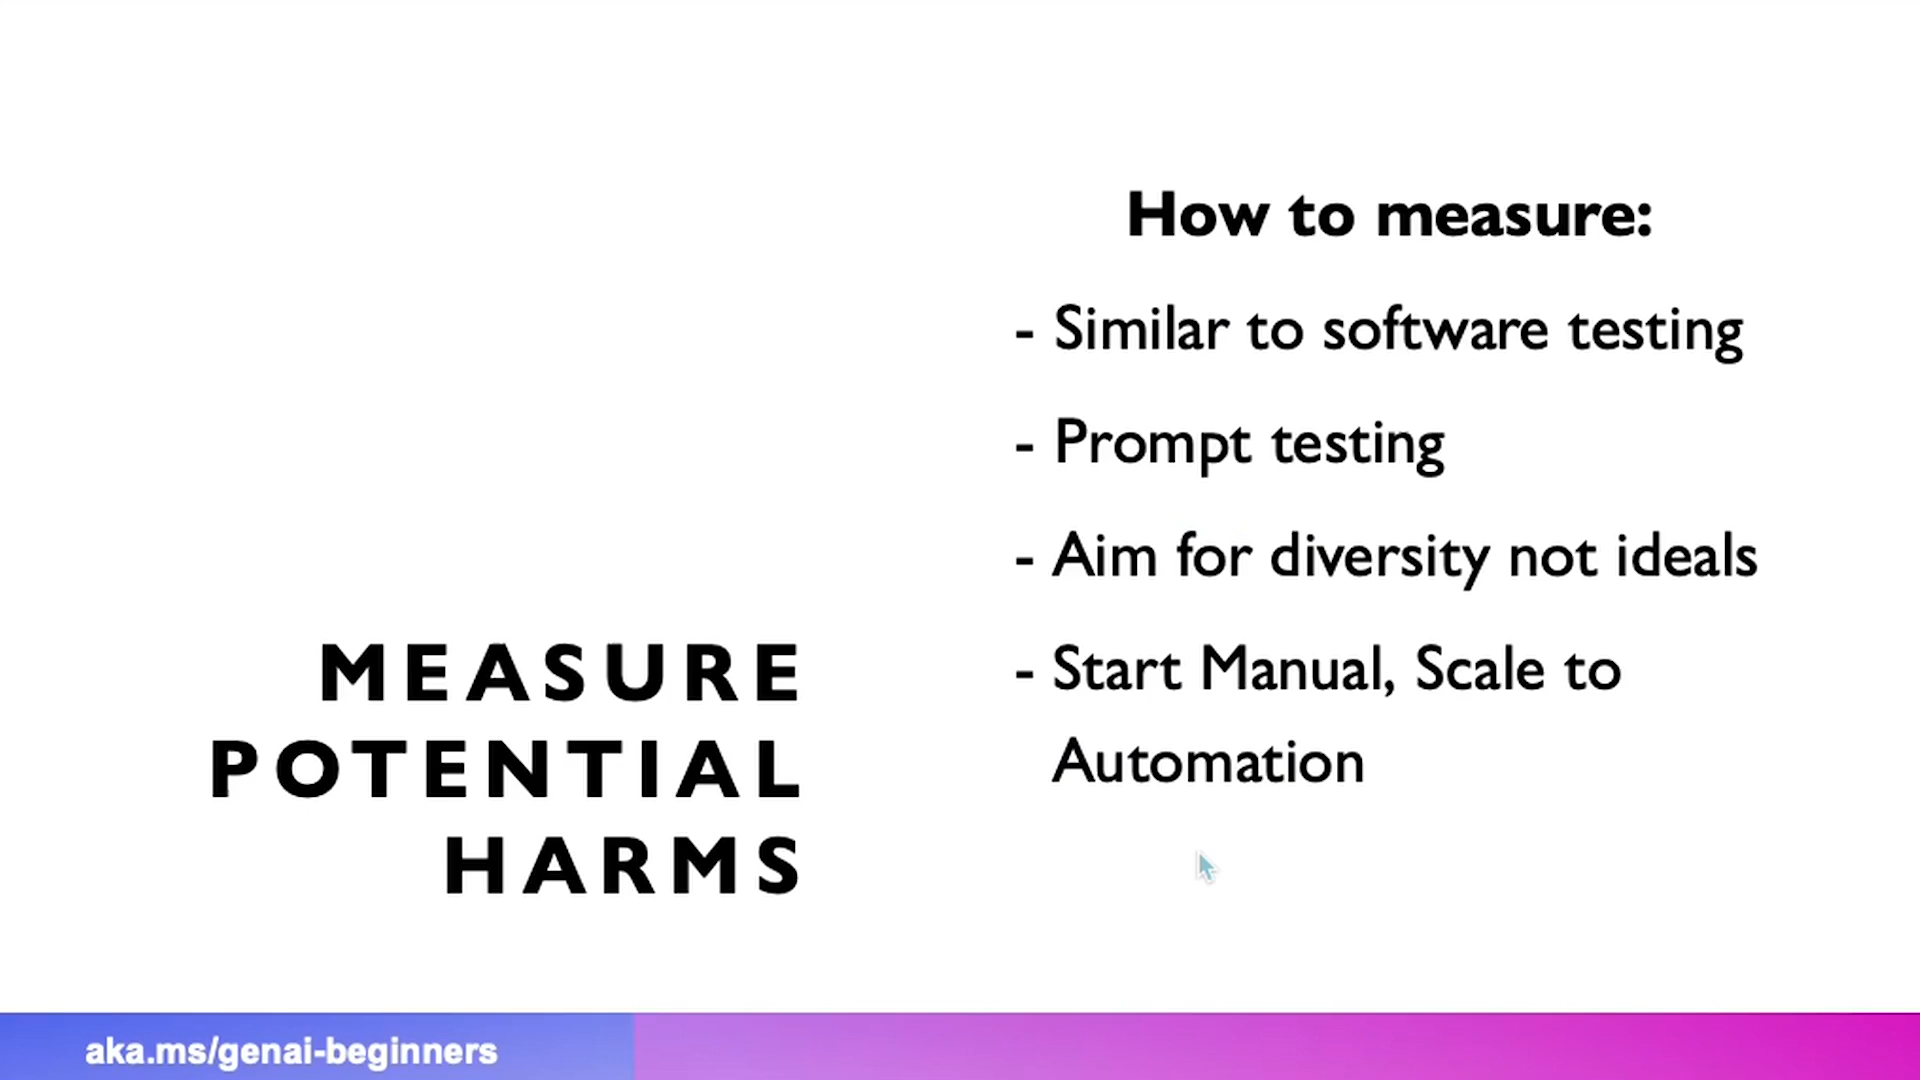 MEASURE
POTENTIAL
HARMS
How to measure:
- Similar to software testing
- Prompt testing
- Aim for diversity not ideals
- Start Manual, Scale to
Automation
aka.ms/genai-beginners